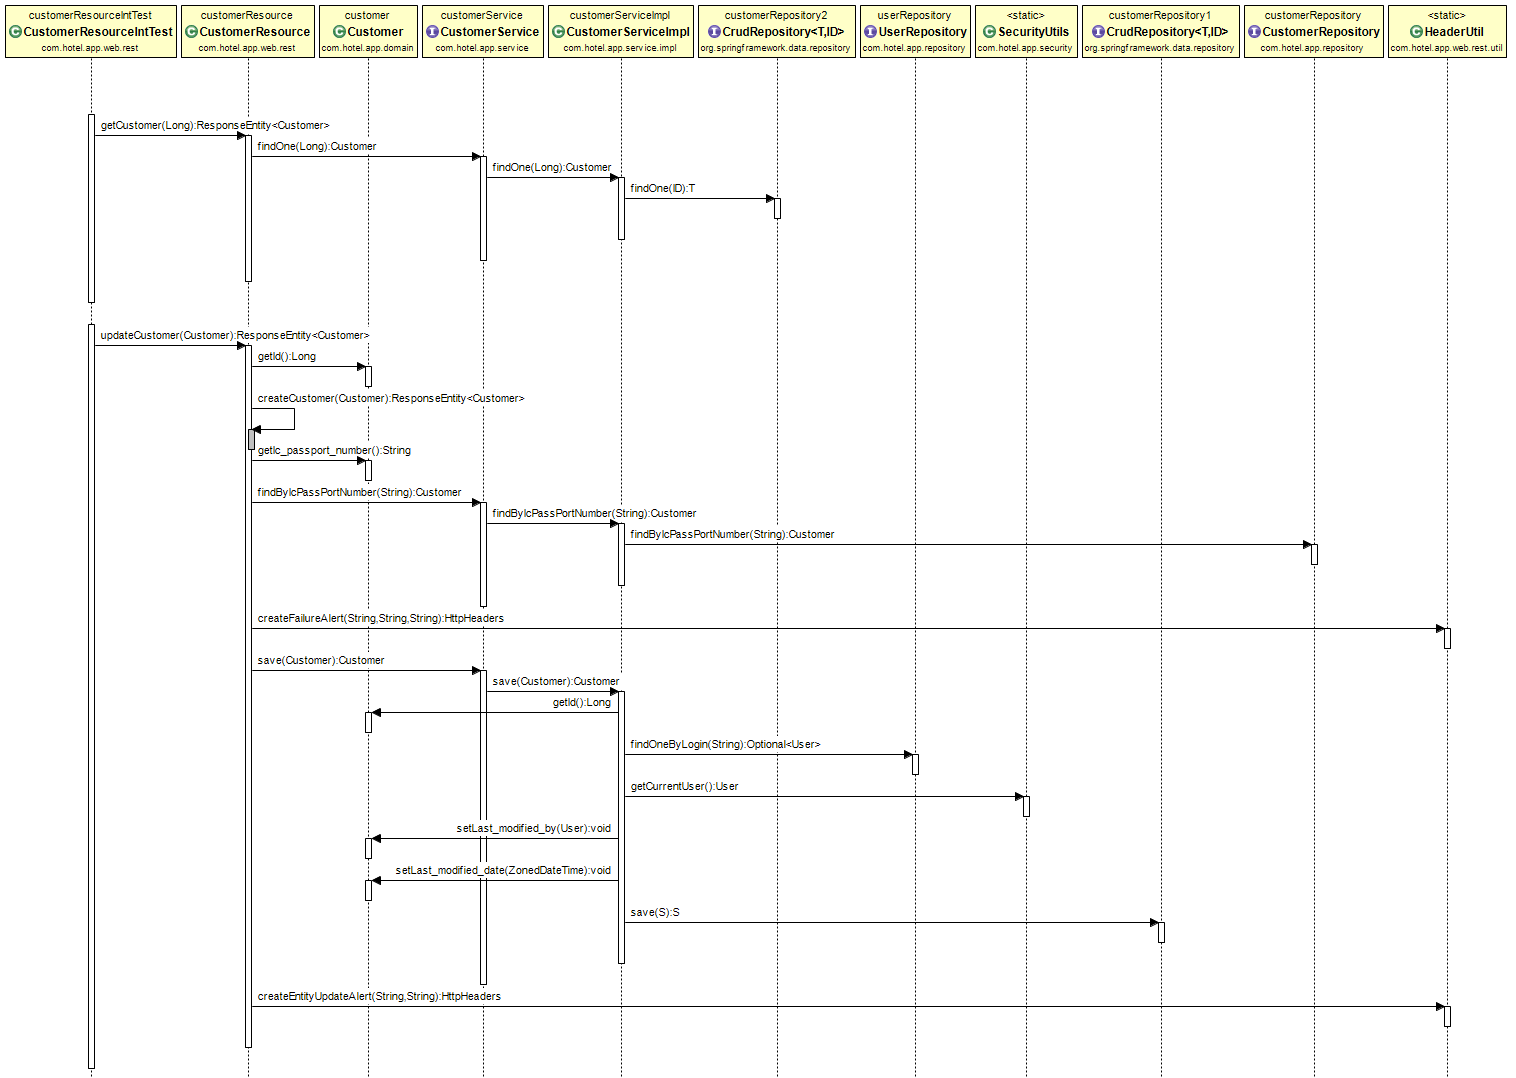 customerResourceIntTest
CustomerResourceIntTest
com.hotel.app.web.rest
customerResource
CustomerResource
com.hotel.app.web.rest
customer
Customer
com.hotel.app.domain
customerService
CustomerService
com.hotel.app.service
customerServiceImpl
CustomerServiceImpl
com.hotel.app.service.impl
customerRepository2
CrudRepository<T,ID>
org.springframework.data.repository
userRepository
UserRepository
com.hotel.app.repository
<static>
SecurityUtils
com.hotel.app.security
customerRepository1
CrudRepository<T,ID>
org.springframework.data.repository
customerRepository
CustomerRepository
com.hotel.app.repository
<static>
HeaderUtil
com.hotel.app.web.rest.util
getCustomer(Long):ResponseEntity<Customer>
findOne(Long):Customer
findOne(Long):Customer
findOne(ID):T
updateCustomer(Customer):ResponseEntity<Customer>
getId():Long
createCustomer(Customer):ResponseEntity<Customer>
getIc_passport_number():String
findByIcPassPortNumber(String):Customer
findByIcPassPortNumber(String):Customer
findByIcPassPortNumber(String):Customer
createFailureAlert(String,String,String):HttpHeaders
save(Customer):Customer
save(Customer):Customer
getId():Long
findOneByLogin(String):Optional<User>
getCurrentUser():User
setLast_modified_by(User):void
setLast_modified_date(ZonedDateTime):void
save(S):S
createEntityUpdateAlert(String,String):HttpHeaders